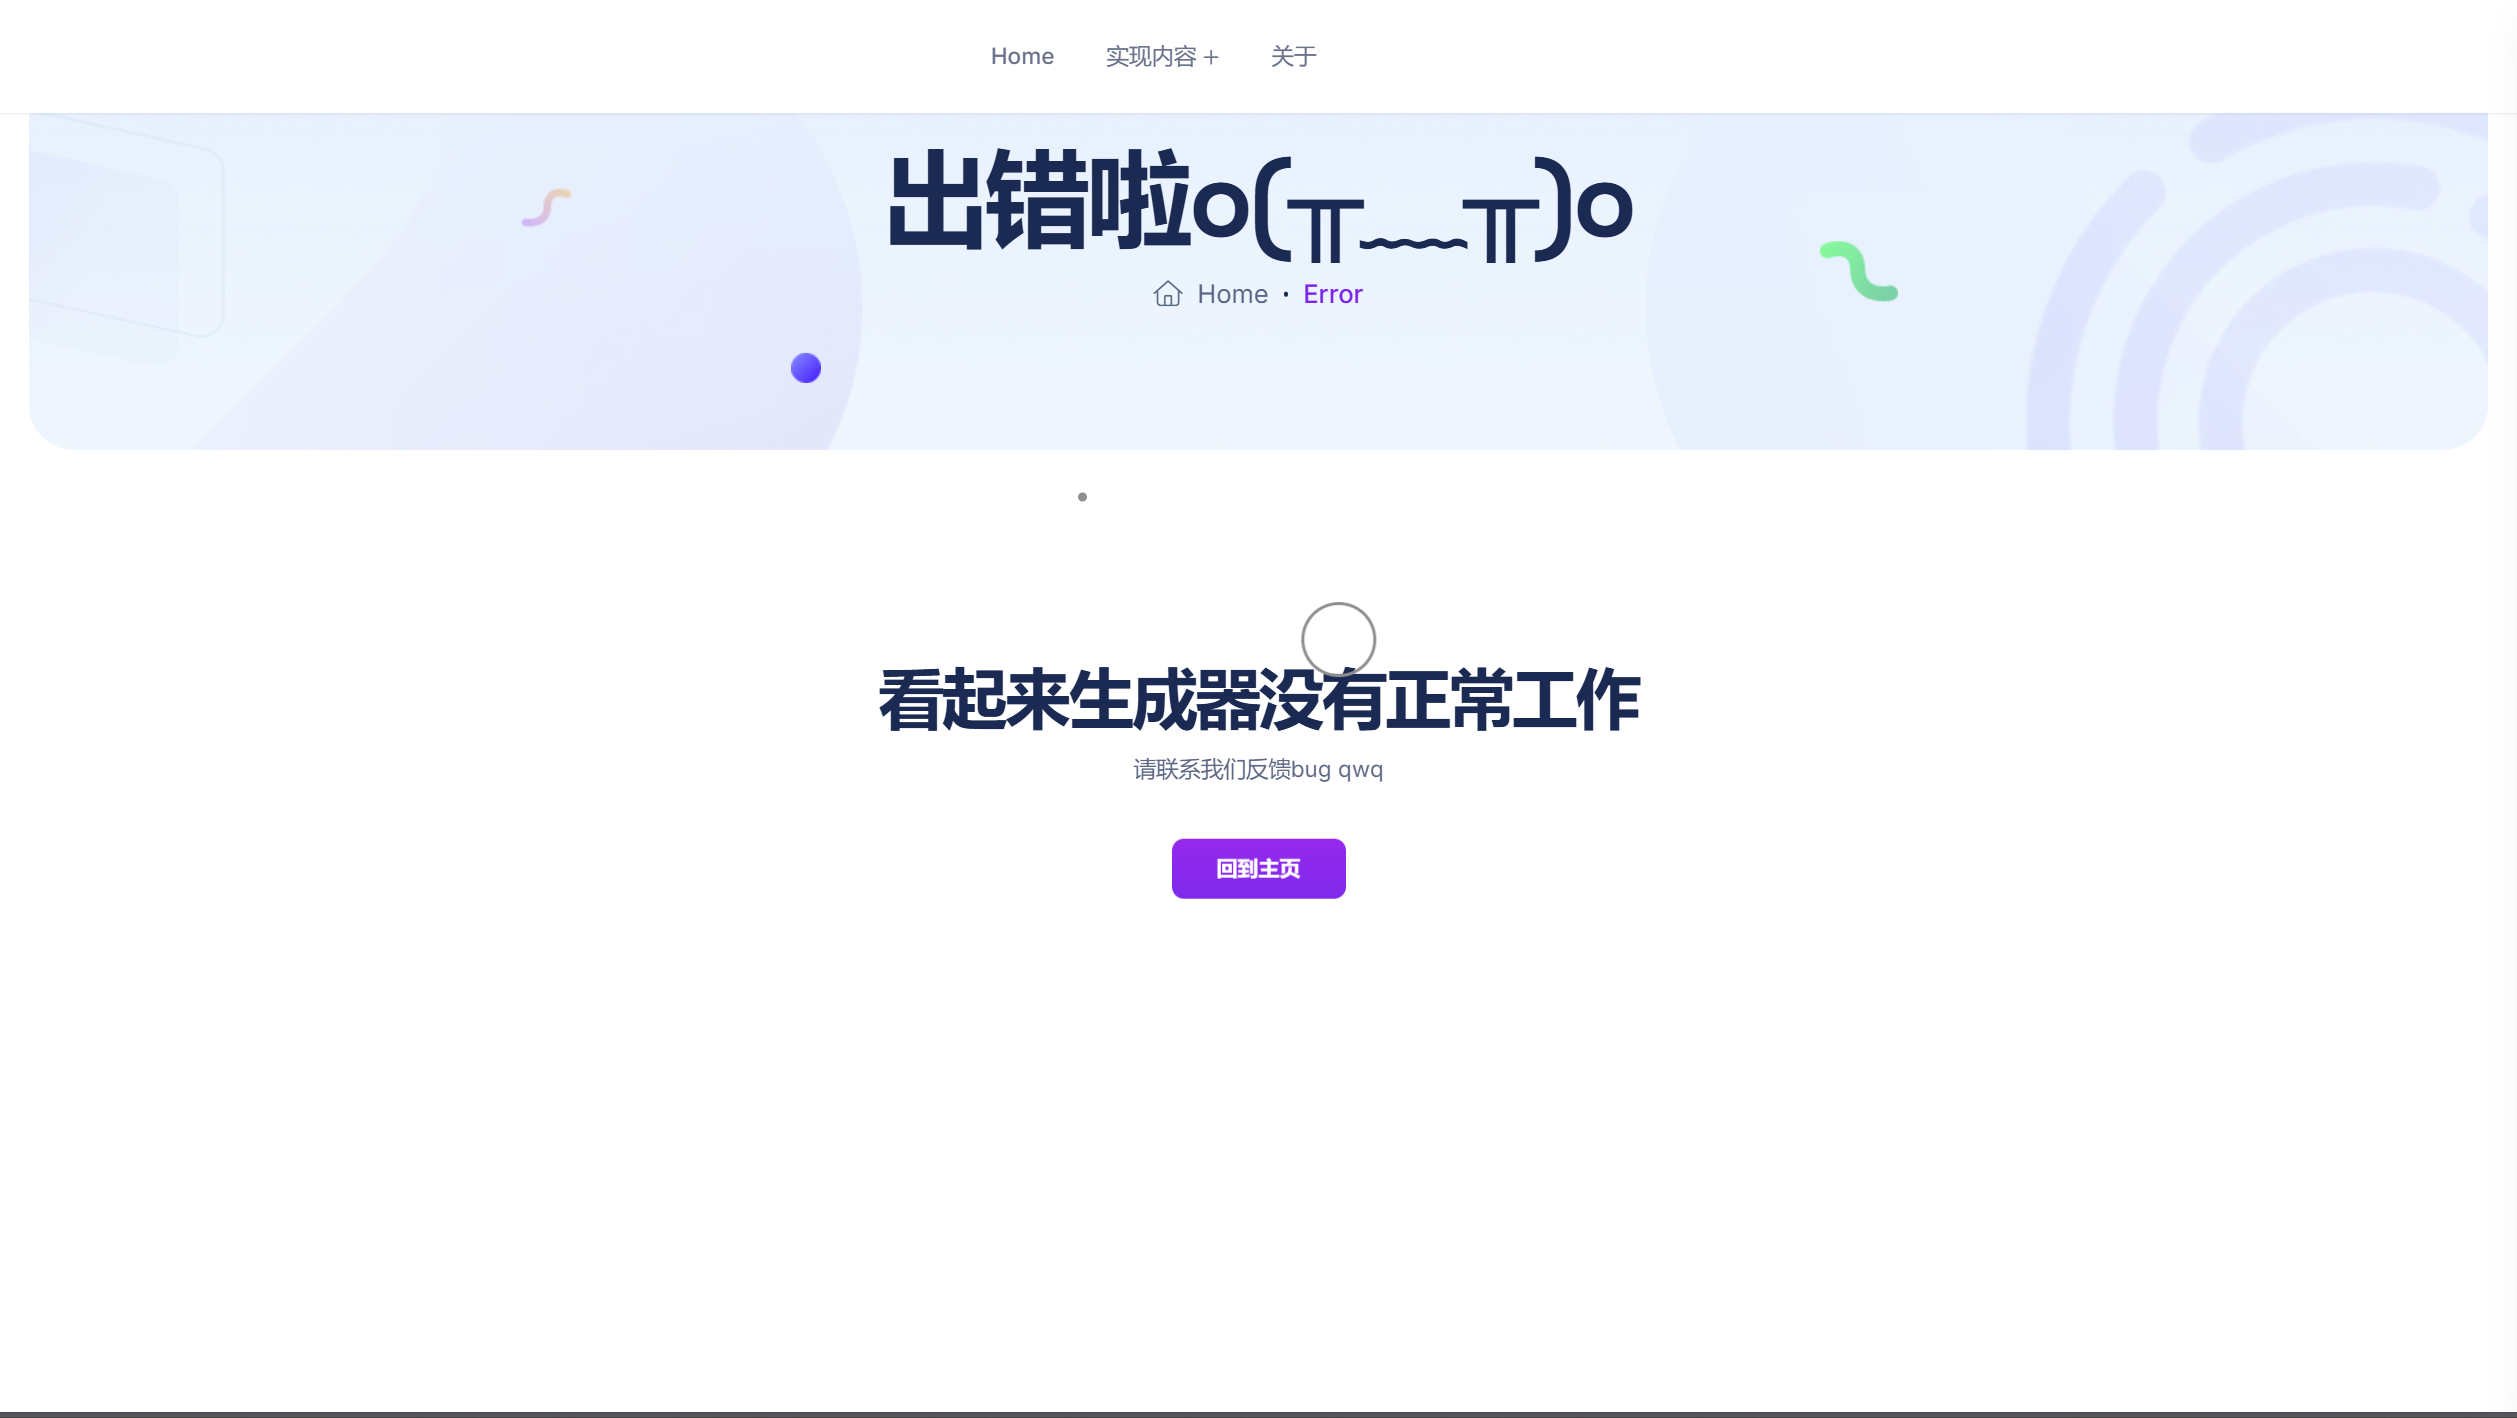 Home 实现内容 + 关于
出错啦o(╥﹏╥)o
Home • Error
看起来生成器没有正常工作
请联系我们反馈bug qwq
回到主页